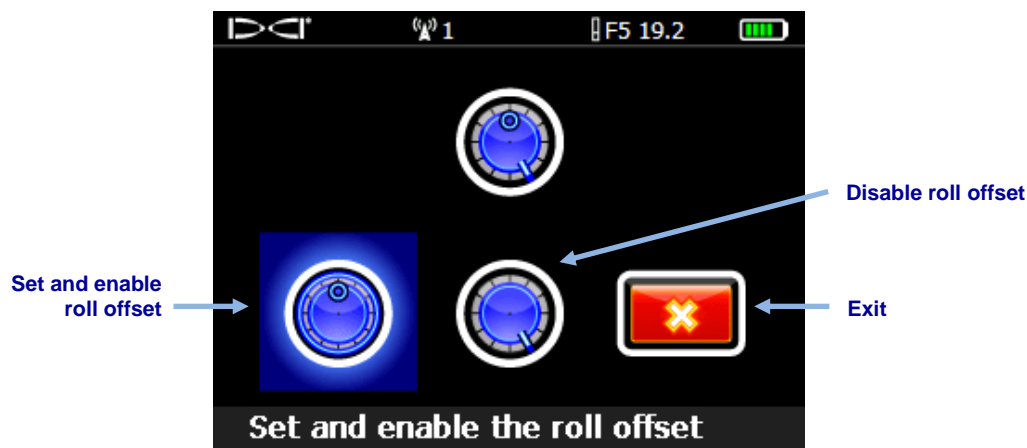 DCI
1
F5 19.2
Disable roll offset
Set and enable
roll offset
Exit
Set and enable the roll offset